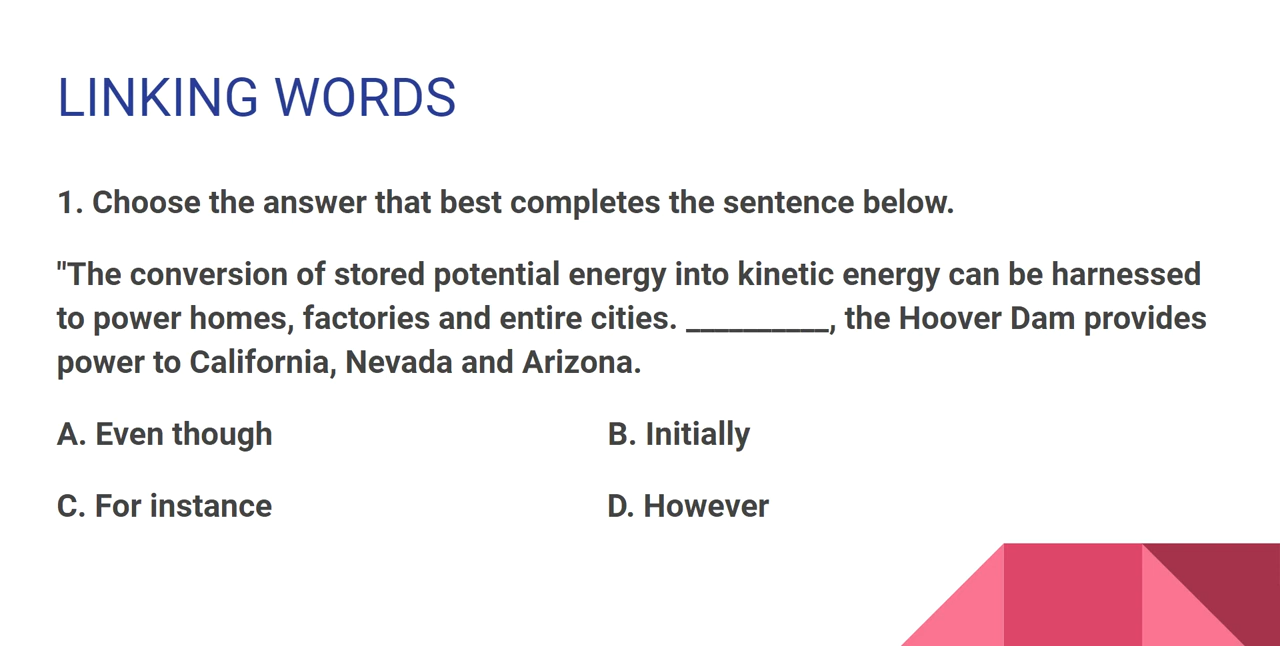 LINKING WORDS
1. Choose the answer that best completes the sentence below.
"The conversion of stored potential energy into kinetic energy can be harnessed
to power homes, factories and entire cities. __________, the Hoover Dam provides
power to California, Nevada and Arizona.
A. Even though B. Initially
C. For instance D. However